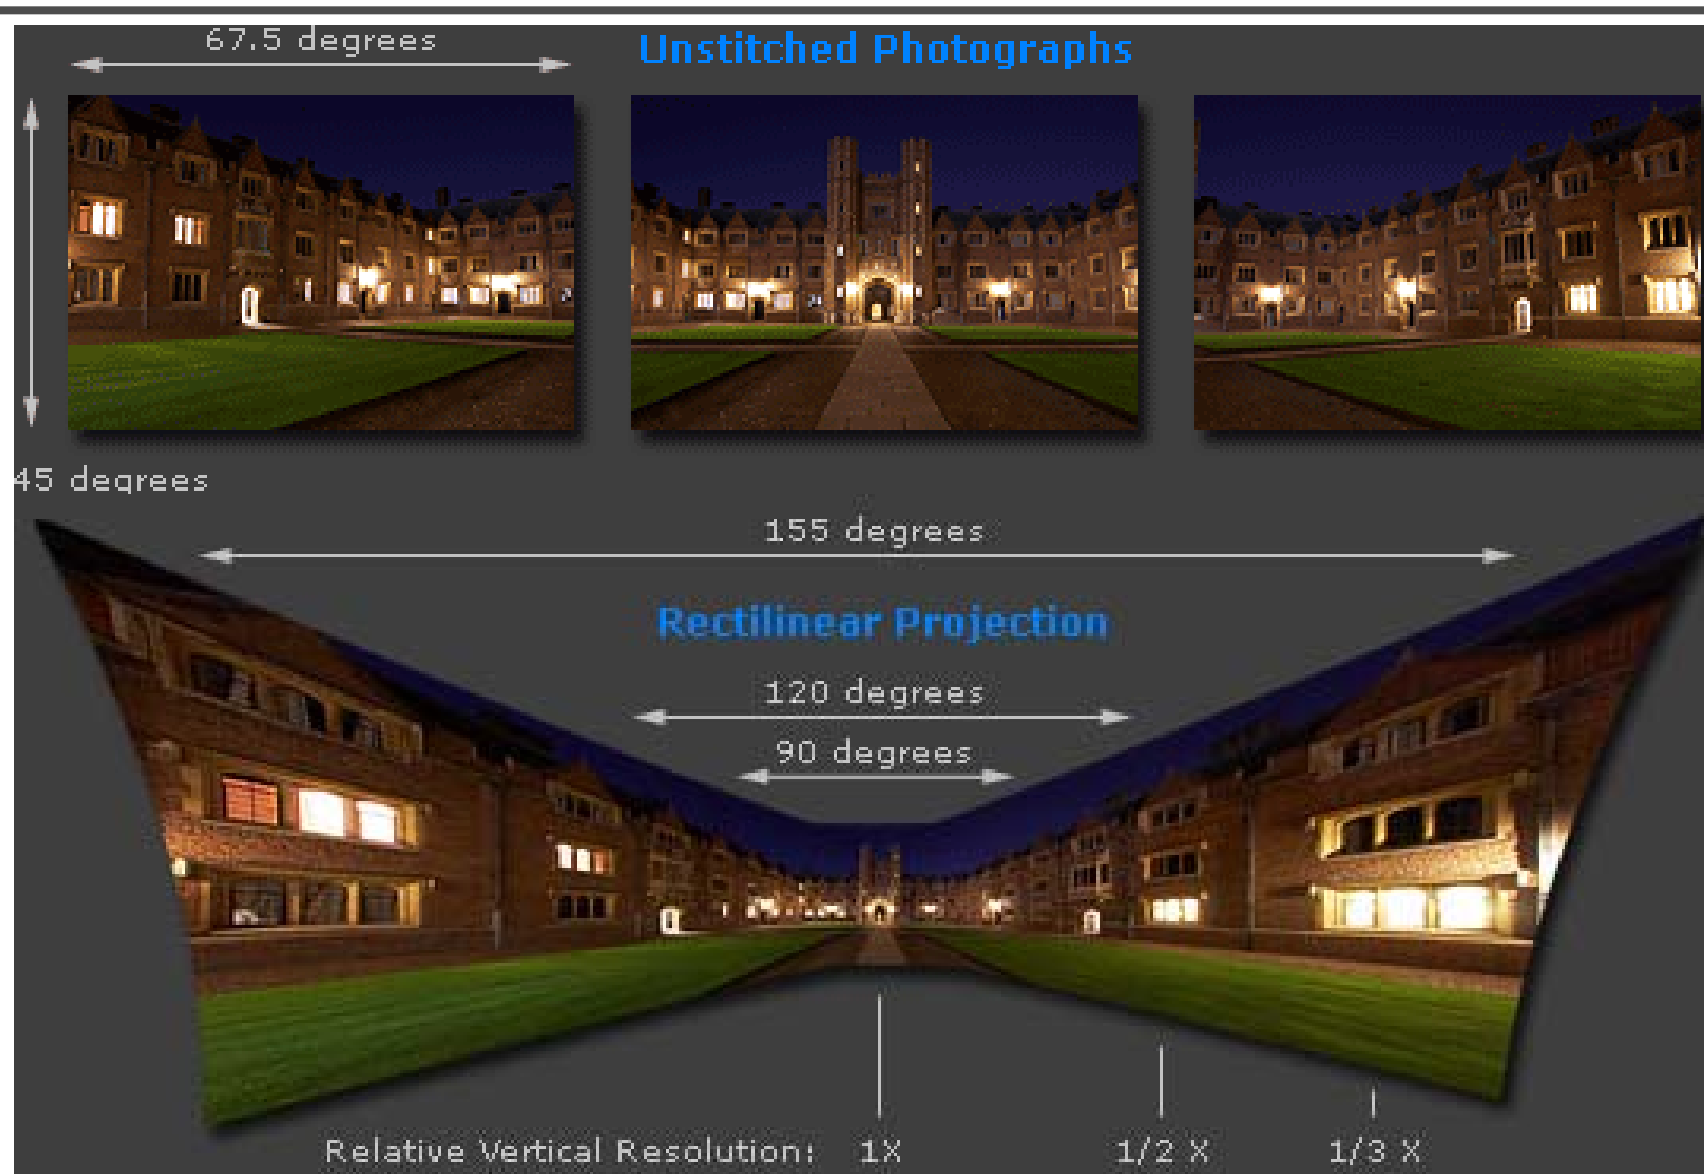 67.5 degrees
Unstitched Photographs
45 degrees
155 degrees
Rectilinear Projection
120 degrees
90 degrees
Relative Vertical Resolution: 1X 1/2 X 1/3 X